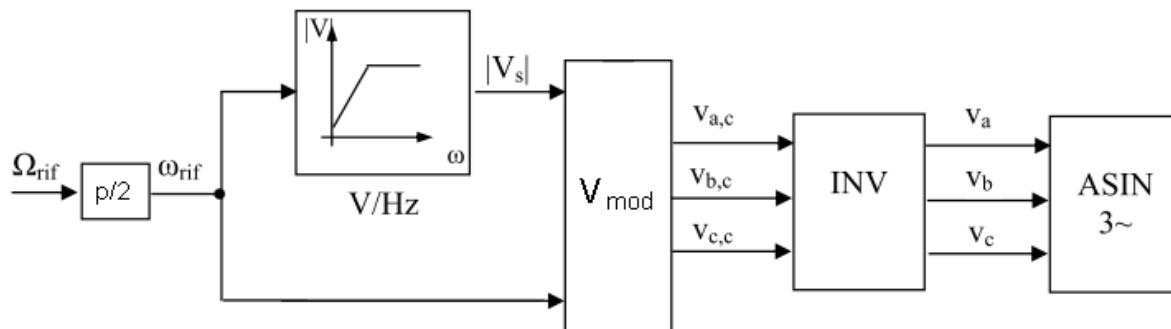 |V|
ω
|Vₛ|
V/Hz
Ωrif
p/2
ωrif
Vmod
va,c
vb,c
vc,c
INV
va
vb
vc
ASIN
3~